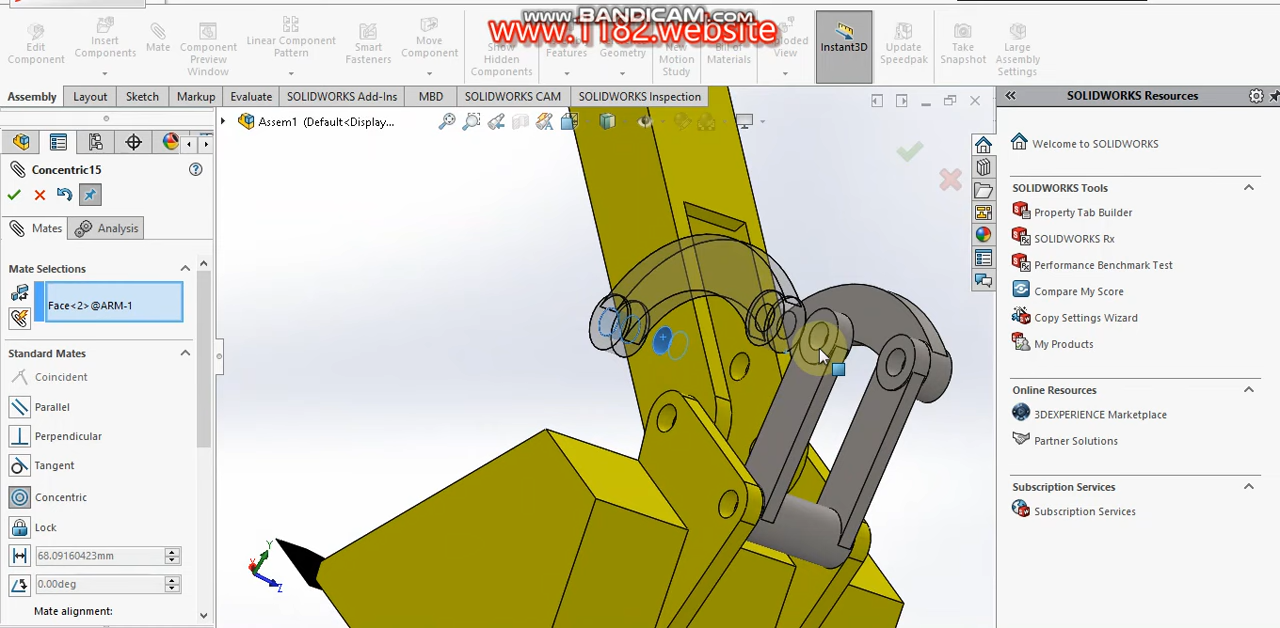 WWW.BANDICAM.COM
www.1182.website
Edit Component
Insert Components
Mate
Component Preview Window
Linear Component Pattern
Smart Fasteners
Move Component
Show Hidden Components
Features
Geometry
New Motion Study
Bill of Materials
Exploded View
Instant3D
Update Speedpak
Take Snapshot
Large Assembly Settings
Assembly
Layout
Sketch
Markup
Evaluate
SOLIDWORKS Add-Ins
MBD
SOLIDWORKS CAM
SOLIDWORKS Inspection
SOLIDWORKS Resources
Assem1 (Default<Display...
Concentric15
Mates
Analysis
Mate Selections
Face<2>@ARM-1
Standard Mates
Coincident
Parallel
Perpendicular
Tangent
Concentric
Lock
68.09160423mm
0.00deg
Mate alignment:
Y
X
Z
Welcome to SOLIDWORKS
SOLIDWORKS Tools
Property Tab Builder
SOLIDWORKS Rx
Performance Benchmark Test
Compare My Score
Copy Settings Wizard
My Products
Online Resources
3DEXPERIENCE Marketplace
Partner Solutions
Subscription Services
Subscription Services